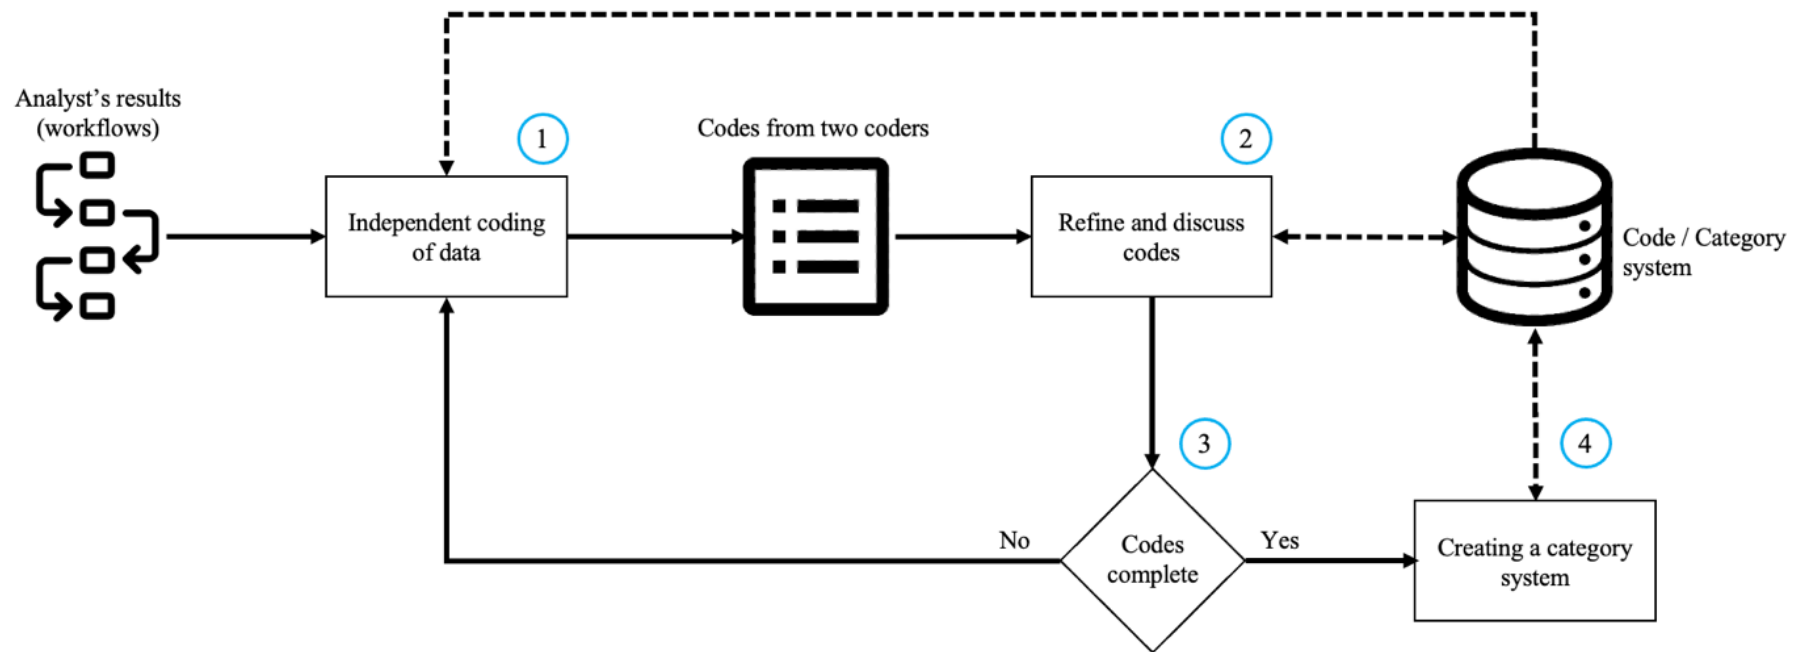 Analyst's results
(workflows)
1
Codes from two coders
2
Independent coding
of data
Refine and discuss
codes
Code / Category
system
3
4
No
Codes
complete
Yes
Creating a category
system